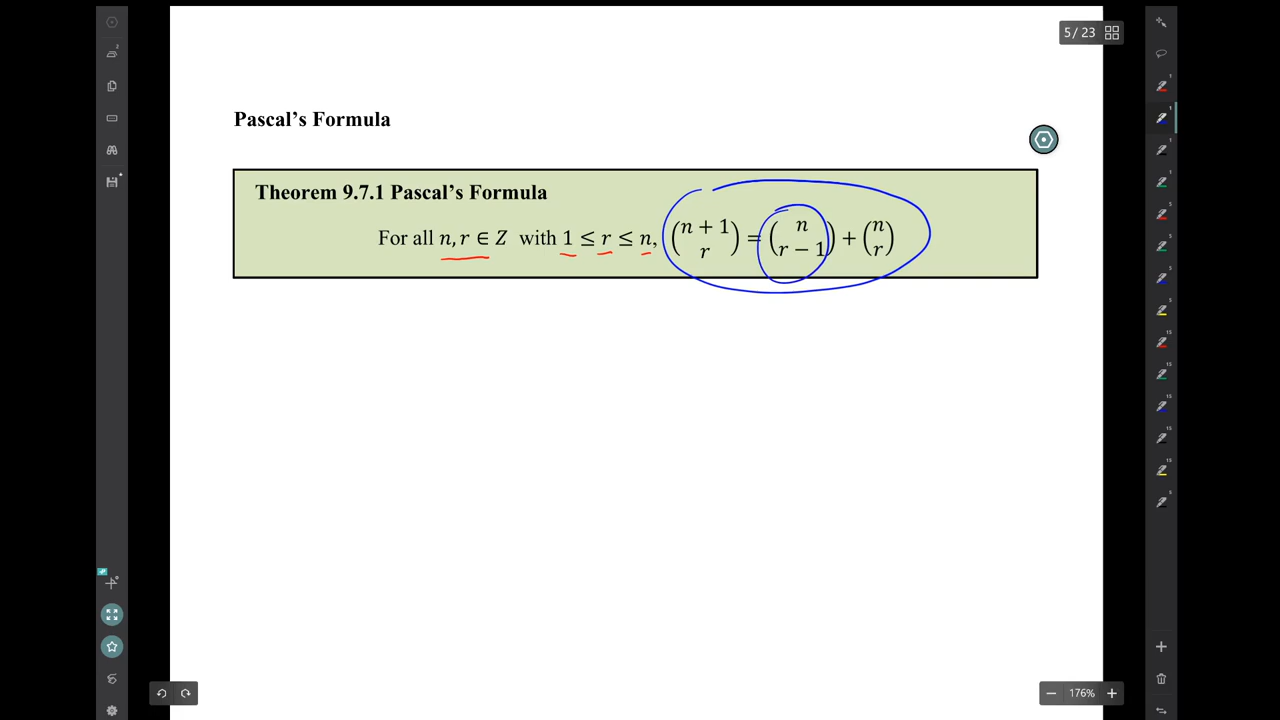 5 / 23
Pascal's Formula
Theorem 9.7.1 Pascal's Formula
For all n, r ∈ Z with 1 ≤ r ≤ n, (n + 1 r) = (n r − 1) + (n r)
176%